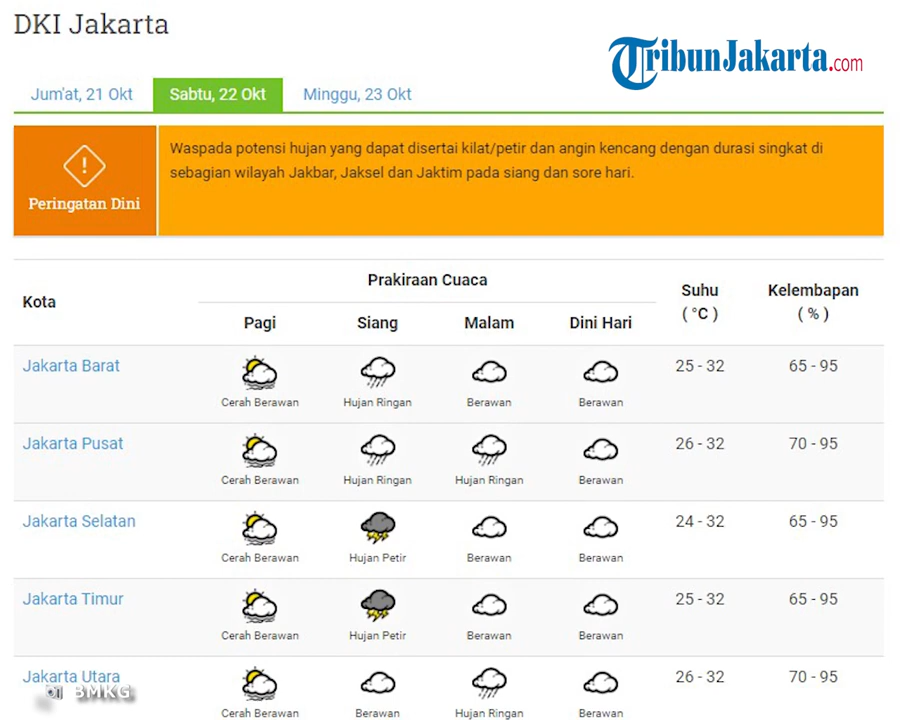 DKI Jakarta
TribunJakarta.com
Jum'at, 21 Okt Sabtu, 22 Okt Minggu, 23 Okt
Waspada potensi hujan yang dapat disertai kilat/petir dan angin kencang dengan durasi singkat di
sebagian wilayah Jakbar, Jaksel dan Jaktim pada siang dan sore hari.
Peringatan Dini
Kota Prakiraan Cuaca Suhu Kelembapan
( °C ) ( % )
Pagi Siang Malam Dini Hari
Jakarta Barat 25 - 32 65 - 95
Cerah Berawan Hujan Ringan Berawan Berawan
Jakarta Pusat 26 - 32 70 - 95
Cerah Berawan Hujan Ringan Hujan Ringan Berawan
Jakarta Selatan 24 - 32 65 - 95
Cerah Berawan Hujan Petir Berawan Berawan
Jakarta Timur 25 - 32 65 - 95
Cerah Berawan Hujan Petir Berawan Berawan
Jakarta Utara 26 - 32 70 - 95
BMKG
Cerah Berawan Berawan Hujan Ringan Berawan